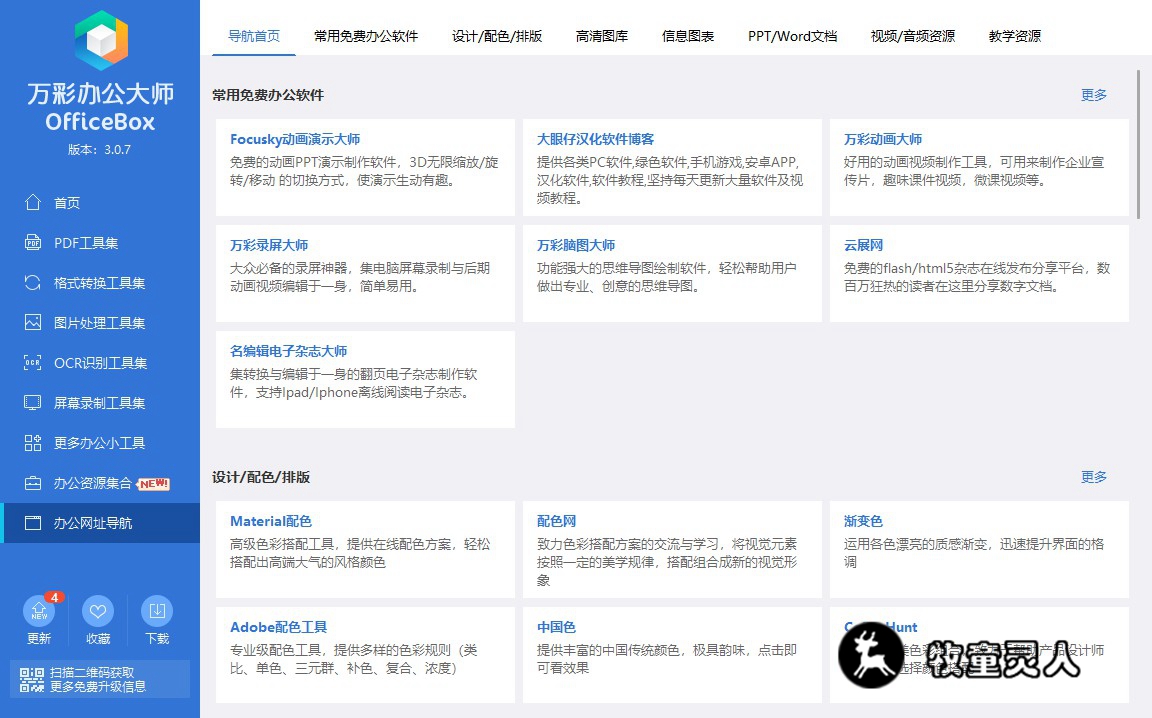 万彩办公大师
OfficeBox
版本：3.0.7
首页
PDF工具集
格式转换工具集
图片处理工具集
OCR识别工具集
屏幕录制工具集
更多办公小工具
办公资源集合 NEW!
办公网址导航
4
NEW
更新 收藏 下载
扫描二维码获取
更多免费升级信息
导航首页 常用免费办公软件 设计/配色/排版 高清图库 信息图表 PPT/Word文档 视频/音频资源 教学资源
常用免费办公软件 更多
Focusky动画演示大师
免费的动画PPT演示制作软件，3D无限缩放/旋
转/移动 的切换方式，使演示生动有趣。
大眼仔汉化软件博客
提供各类PC软件,绿色软件,手机游戏,安卓APP,
汉化软件,软件教程,坚持每天更新大量软件及视
频教程。
万彩动画大师
好用的动画视频制作工具，可用来制作企业宣
传片，趣味课件视频，微课视频等。
万彩录屏大师
大众必备的录屏神器，集电脑屏幕录制与后期
动画视频编辑于一身，简单易用。
万彩脑图大师
功能强大的思维导图绘制软件，轻松帮助用户
做出专业、创意的思维导图。
云展网
免费的flash/html5杂志在线发布分享平台，数
百万狂热的读者在这里分享数字文档。
名编辑电子杂志大师
集转换与编辑于一身的翻页电子杂志制作软
件，支持Ipad/Iphone离线阅读电子杂志。
设计/配色/排版 更多
Material配色
高级色彩搭配工具，提供在线配色方案，轻松
搭配出高端大气的风格颜色
配色网
致力色彩搭配方案的交流与学习，将视觉元素
按照一定的美学规律，搭配组合成新的视觉形
象
渐变色
运用各色漂亮的质感渐变，迅速提升界面的格
调
Adobe配色工具
专业级配色工具，提供多样的色彩规则（类
比、单色、三元群、补色、复合、浓度）
中国色
提供丰富的中国传统颜色，极具韵味，点击即
可看效果
Hunt
产品设计师
选择颜色搭
牧童灵人